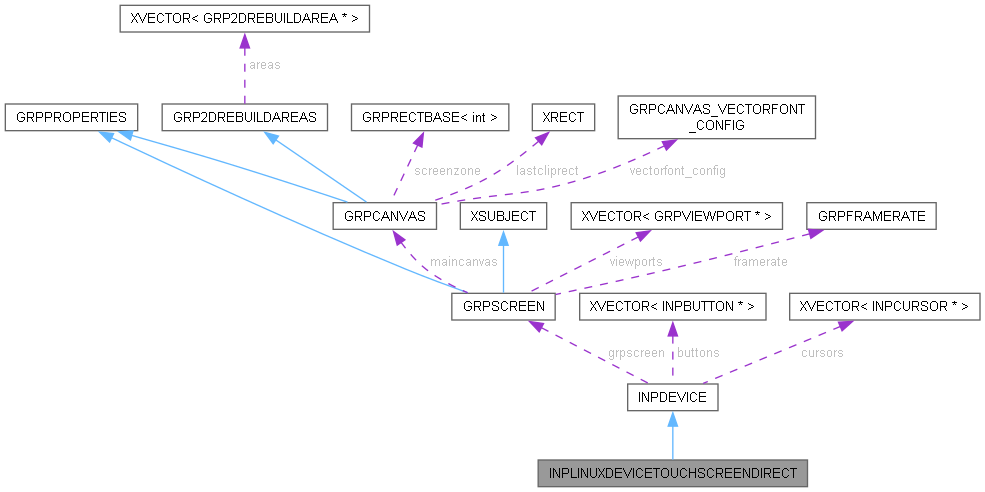 XVECTOR< GRP2DREBUILDAREA * >
areas
GRPPROPERTIES
GRP2DREBUILDAREAS
GRPRECTBASE< int >
XRECT
GRPCANVAS_VECTORFONT
_CONFIG
screenzone
lastcliprect
vectorfont_config
GRPCANVAS
XSUBJECT
XVECTOR< GRPVIEWPORT * >
GRPFRAMERATE
maincanvas
viewports
framerate
GRPSCREEN
XVECTOR< INPBUTTON * >
XVECTOR< INPCURSOR * >
grpscreen
buttons
cursors
INPDEVICE
INPLINUXDEVICETOUCHSCREENDIRECT